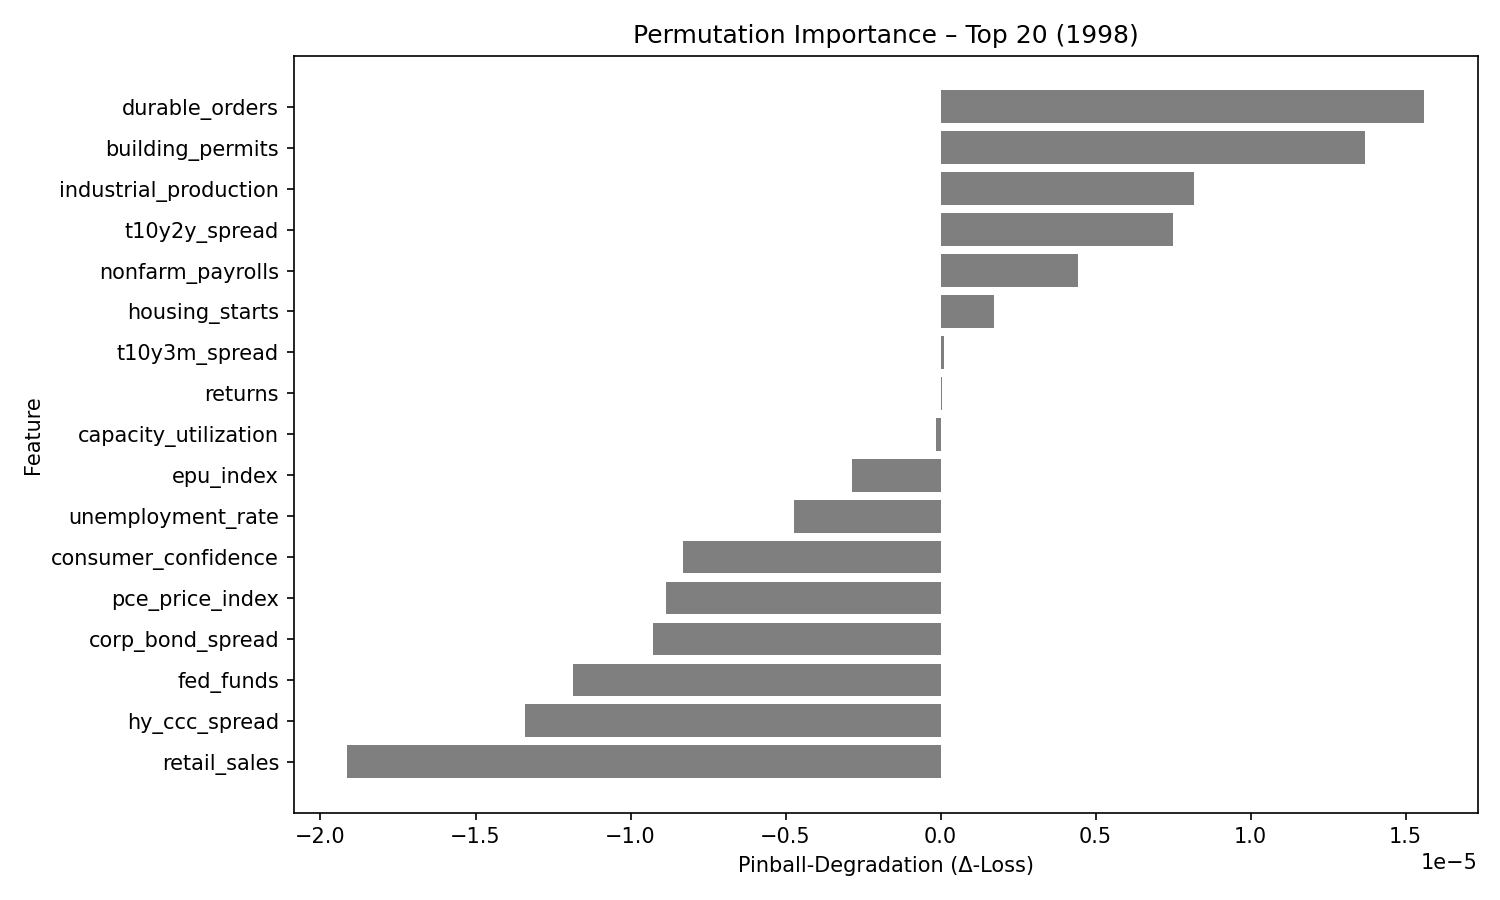 Permutation Importance – Top 20 (1998)
durable_orders
building_permits
industrial_production
t10y2y_spread
nonfarm_payrolls
housing_starts
t10y3m_spread
returns
capacity_utilization
epu_index
unemployment_rate
consumer_confidence
pce_price_index
corp_bond_spread
fed_funds
hy_ccc_spread
retail_sales
Feature
−2.0 −1.5 −1.0 −0.5 0.0 0.5 1.0 1.5
1e−5
Pinball-Degradation (Δ-Loss)